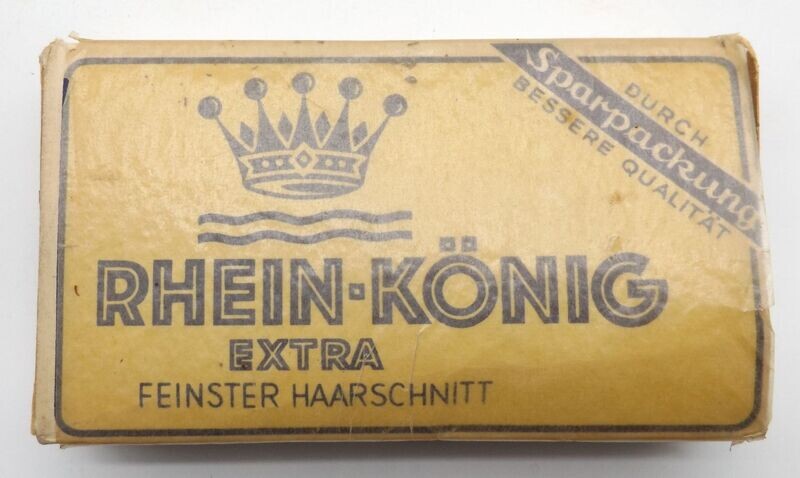 DURCH
Sparpackung
BESSERE QUALITÄT
RHEIN-KÖNIG
EXTRA
FEINSTER HAARSCHNITT